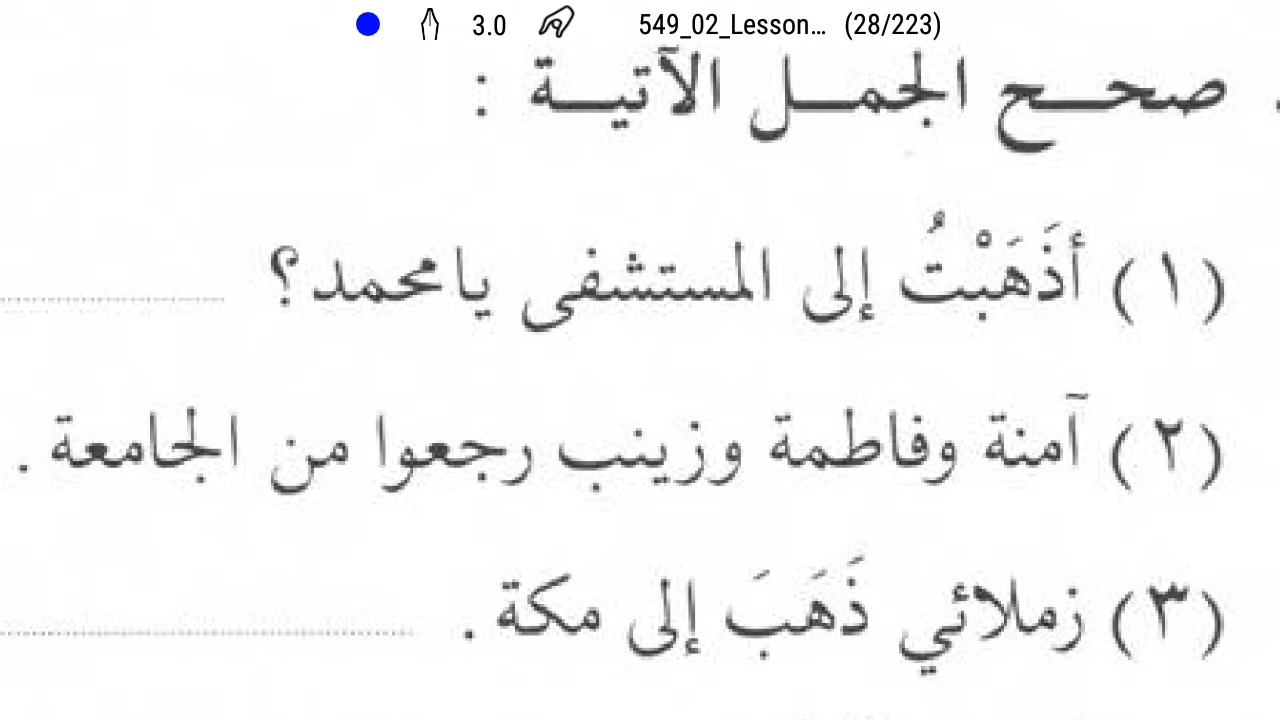 3.0 549_02_Lesson... (28/223)
صحــح الجمــل الآتيــة :
(١) أَذَهَبْتُ إلى المستشفى يامحمد؟
(٢) آمنة وفاطمة وزينب رجعوا من الجامعة .
(٣) زملائي ذَهَبَ إلى مكة .